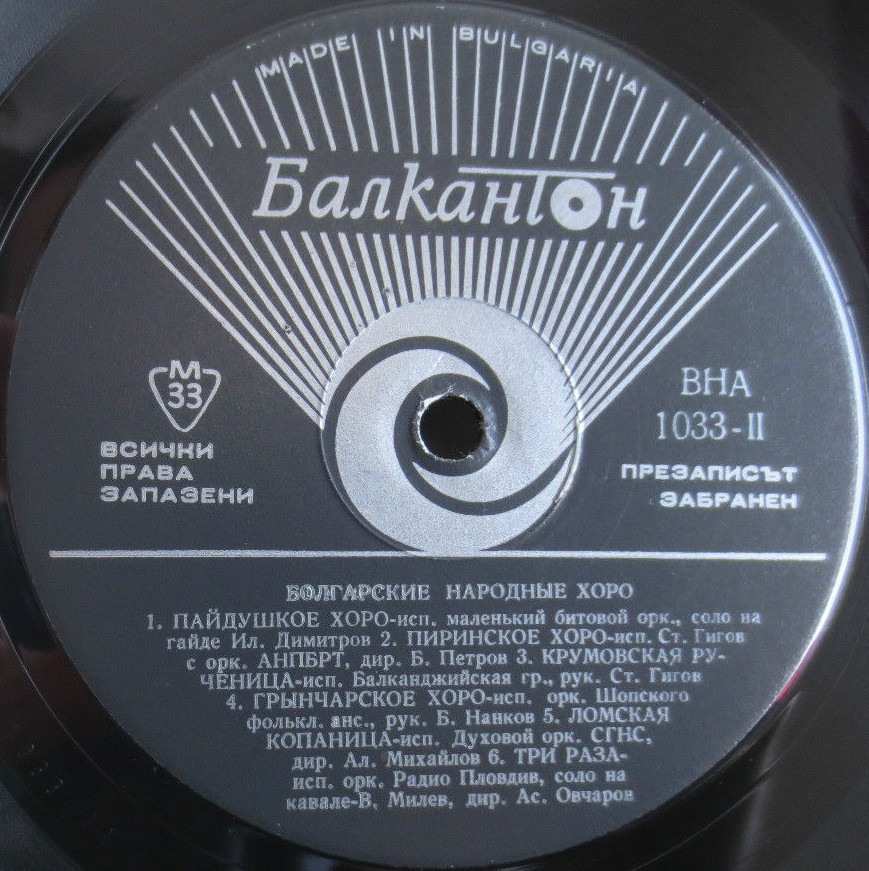 MADE IN BULGARIA
Балкантон
М
33
ВСИЧКИ
ПРАВА
ЗАПАЗЕНИ
ВНА
1033-II
ПРЕЗАПИСЪТ
ЗАБРАНЕН
БОЛГАРСКИЕ НАРОДНЫЕ ХОРО
1. ПАЙДУШКОЕ ХОРО-исп. маленький битовой орк., соло на
гайде Ил. Димитров 2. ПИРИНСКОЕ ХОРО-исп. Ст. Гигов
с орк. АНПБРТ, дир. Б. Петров 3. КРУМОВСКАЯ РУ-
ЧЕНИЦА-исп. Балканджийская гр., рук. Ст. Гигов
4. ГРЫНЧАРСКОЕ ХОРО-исп. орк. Шопского
фолькл. анс., рук. Б. Нанков 5. ЛОМСКАЯ
КОПАНИЦА-исп. Духовой орк. СГНС,
дир. Ал. Михайлов 6. ТРИ РАЗА-
исп. орк. Радио Пловдив, соло на
кавале-В, Милев, дир. Ас. Овчаров